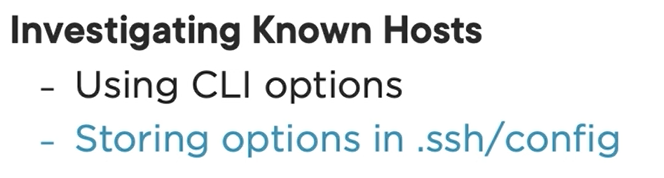 Investigating Known Hosts
- Using CLI options
- Storing options in .ssh/config